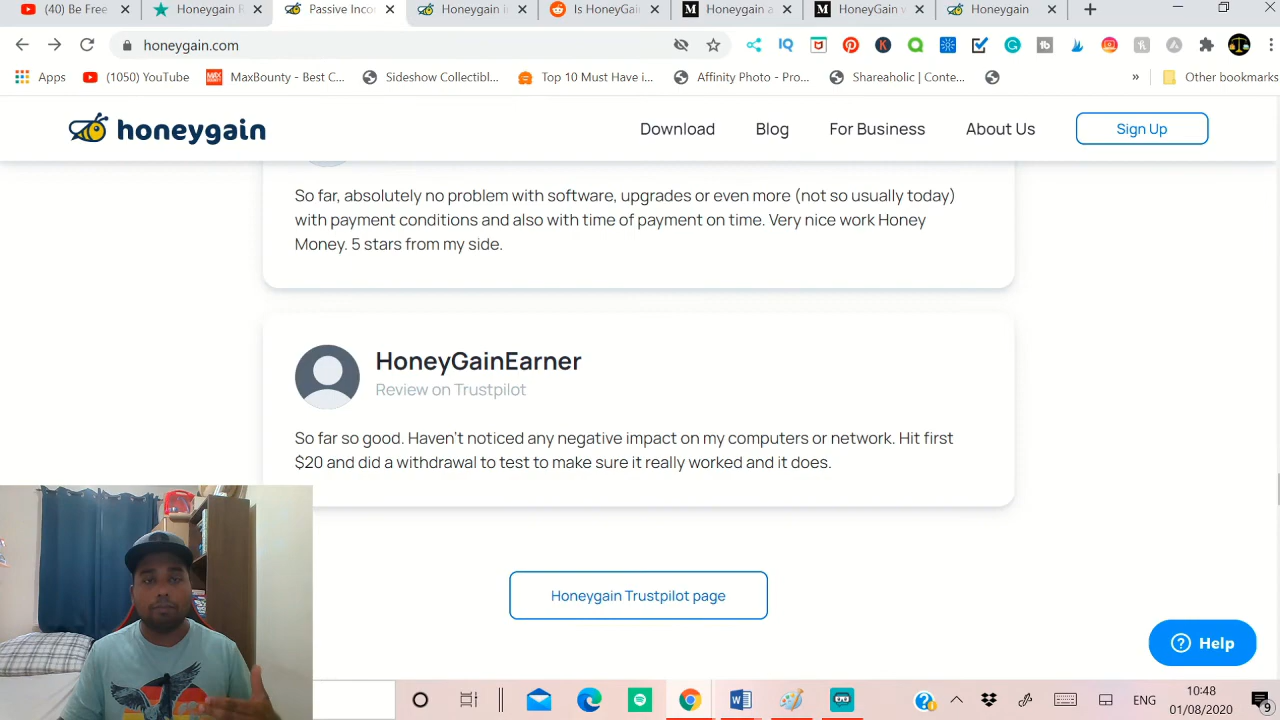 (40) Be Free
Honeygain R
Passive Inco
Honeygain i
Is HoneyGai
Honeygain a
HoneyGain v
Honeygain
honeygain.com
Apps
(1050) YouTube
MaxBounty - Best C...
Sideshow Collectibl...
Top 10 Must Have i...
Affinity Photo - Pro...
Shareaholic | Conte...
»
Other bookmarks
honeygain
Download
Blog
For Business
About Us
Sign Up
So far, absolutely no problem with software, upgrades or even more (not so usually today)
with payment conditions and also with time of payment on time. Very nice work Honey
Money. 5 stars from my side.
HoneyGainEarner
Review on Trustpilot
So far so good. Haven't noticed any negative impact on my computers or network. Hit first
$20 and did a withdrawal to test to make sure it really worked and it does.
Honeygain Trustpilot page
Help
ENG
10:48
01/08/2020